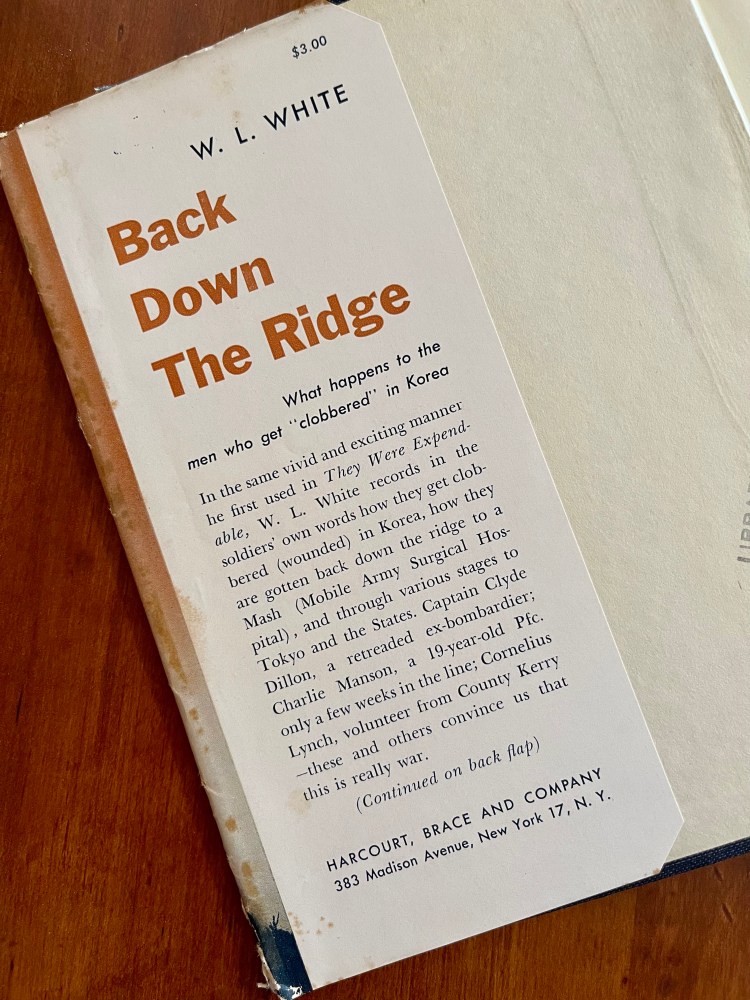 $3.00
W. L. WHITE
Back
Down
The Ridge
What happens to the
men who get "clobbered" in Korea
In the same vivid and exciting manner
he first used in They Were Expend-
able, W. L. White records in the
soldiers' own words how they get clob-
bered (wounded) in Korea, how they
are gotten back down the ridge to a
Mash (Mobile Army Surgical Hos-
pital), and through various stages to
Tokyo and the States. Captain Clyde
Dillon, a retreaded ex-bombardier;
Charlie Manson, a 19-year-old Pfc.
only a few weeks in the line; Cornelius
Lynch, volunteer from County Kerry
—these and others convince us that
this is really war.
(Continued on back flap)
HARCOURT, BRACE AND COMPANY
383 Madison Avenue, New York 17, N. Y.